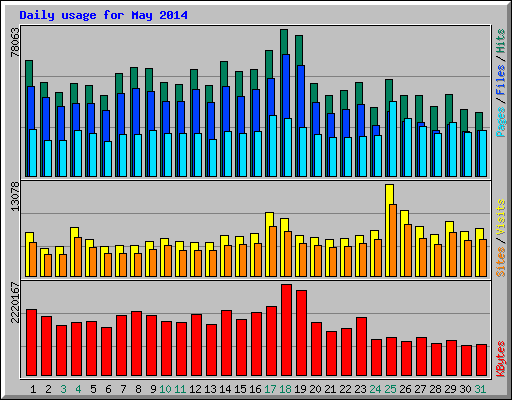 Daily usage for May 2014
78063
Pages / Files / Hits
13078
Sites / Visits
2220167
KBytes
1 2 3 4 5 6 7 8 9 10 11 12 13 14 15 16 17 18 19 20 21 22 23 24 25 26 27 28 29 30 31